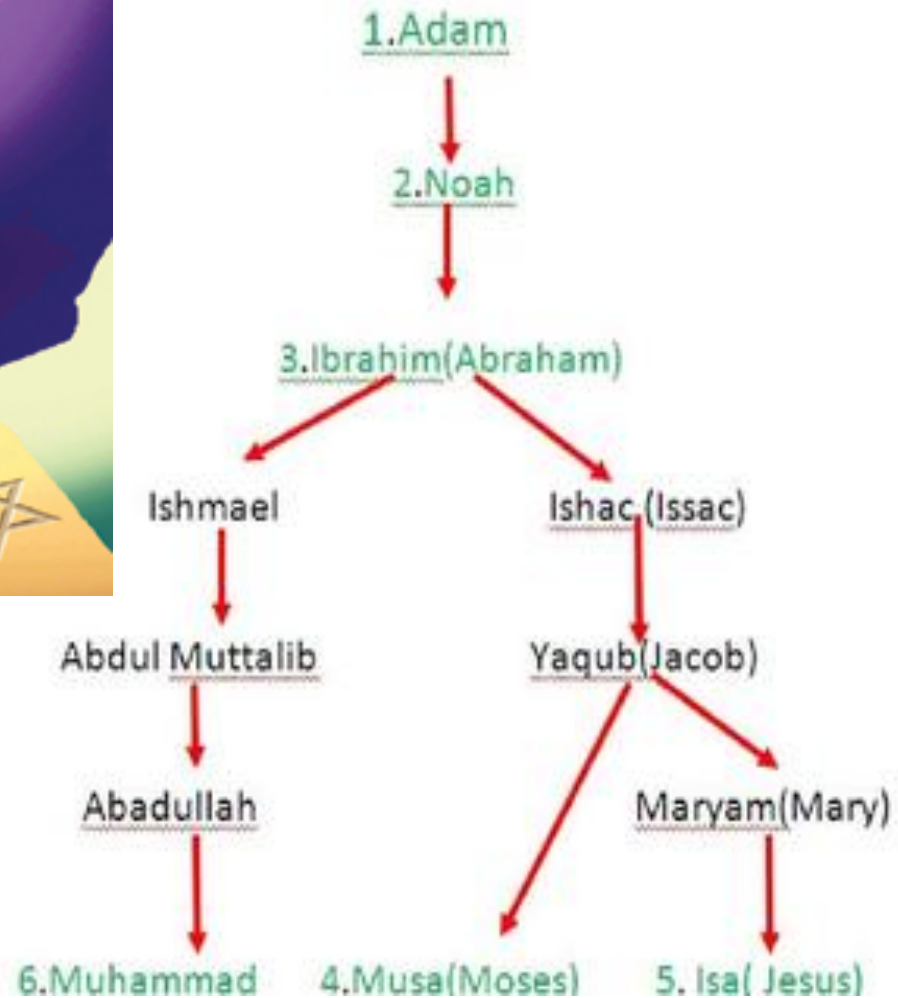 1.Adam
2.Noah
3.Ibrahim(Abraham)
Ishmael
Ishac (Issac)
Abdul Muttalib
Yaqub(Jacob)
Abadullah
Maryam(Mary)
6.Muhammad
4.Musa(Moses)
5. Isa( Jesus)